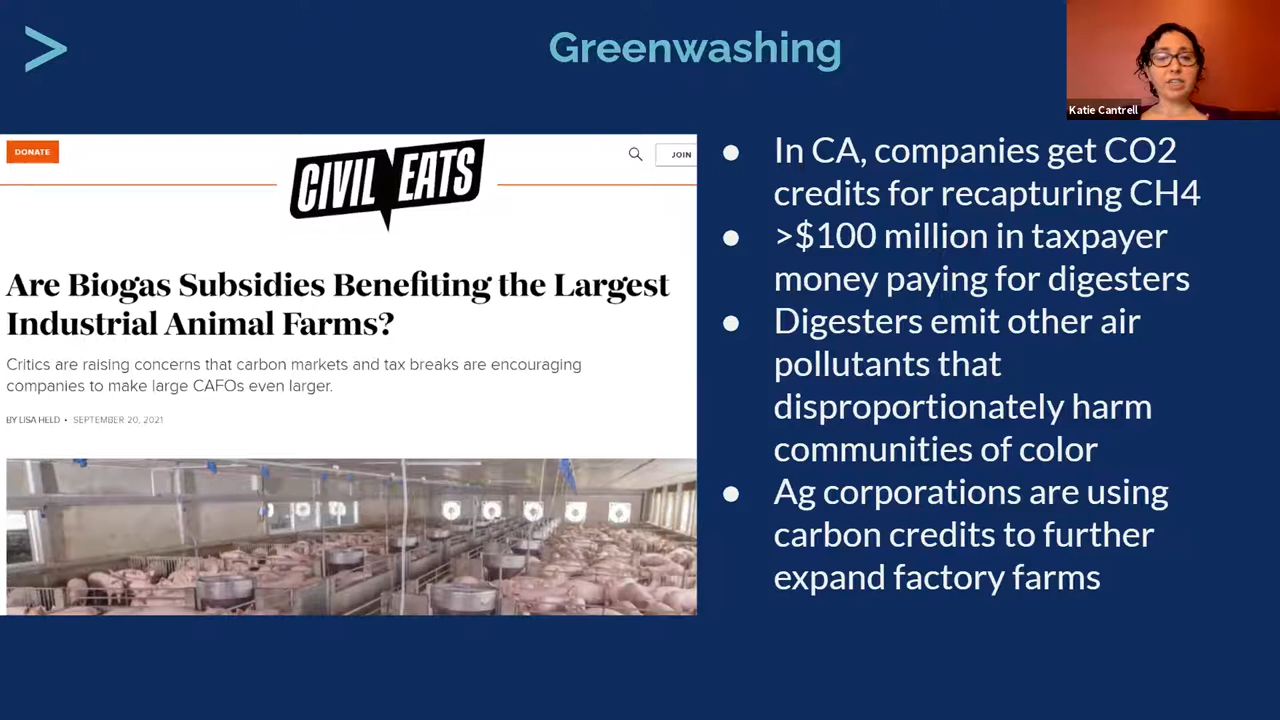 >
Greenwashing
Katie Cantrell
DONATE
CIVIL EATS
JOIN
Are Biogas Subsidies Benefiting the Largest
Industrial Animal Farms?
Critics are raising concerns that carbon markets and tax breaks are encouraging
companies to make large CAFOs even larger.
BY LISA HELD • SEPTEMBER 20, 2021
● In CA, companies get CO2
credits for recapturing CH4
● >$100 million in taxpayer
money paying for digesters
● Digesters emit other air
pollutants that
disproportionately harm
communities of color
● Ag corporations are using
carbon credits to further
expand factory farms